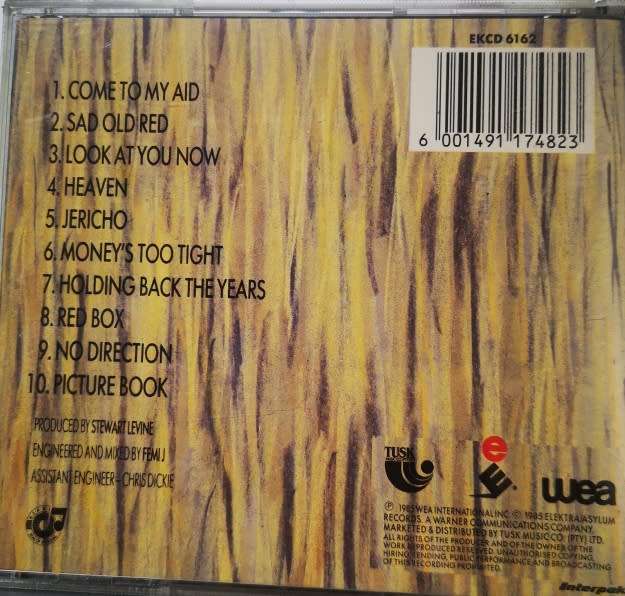 EKCD 6162
6 001491 174823
1. COME TO MY AID
2. SAD OLD RED
3. LOOK AT YOU NOW
4. HEAVEN
5. JERICHO
6. MONEY'S TOO TIGHT
7. HOLDING BACK THE YEARS
8. RED BOX
9. NO DIRECTION
10. PICTURE BOOK
PRODUCED BY STEWART LEVINE
ENGINEERED AND MIXED BY FEMI J
ASSISTANT ENGINEER – CHRIS DICKIE
TUSK
e
wea
Ⓟ 1985 WEA INTERNATIONAL INC © 1985 ELEKTRA/ASYLUM
RECORDS. A WARNER COMMUNICATIONS COMPANY.
MARKETED & DISTRIBUTED BY TUSK MUSIC CO. (PTY) LTD.
ALL RIGHTS OF THE PRODUCER AND OF THE OWNER OF THE
WORK REPRODUCED RESERVED. UNAUTHORISED COPYING,
HIRING, LENDING, PUBLIC PERFORMANCE AND BROADCASTING
OF THIS RECORDING PROHIBITED.
Interpak